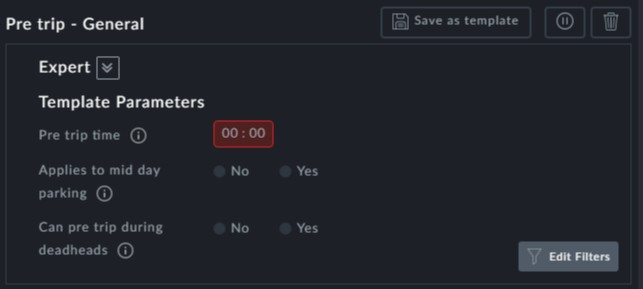 Pre trip - General
Save as template
Expert
Template Parameters
Pre trip time
00 : 00
Applies to mid day
parking
No
Yes
Can pre trip during
deadheads
No
Yes
Edit Filters